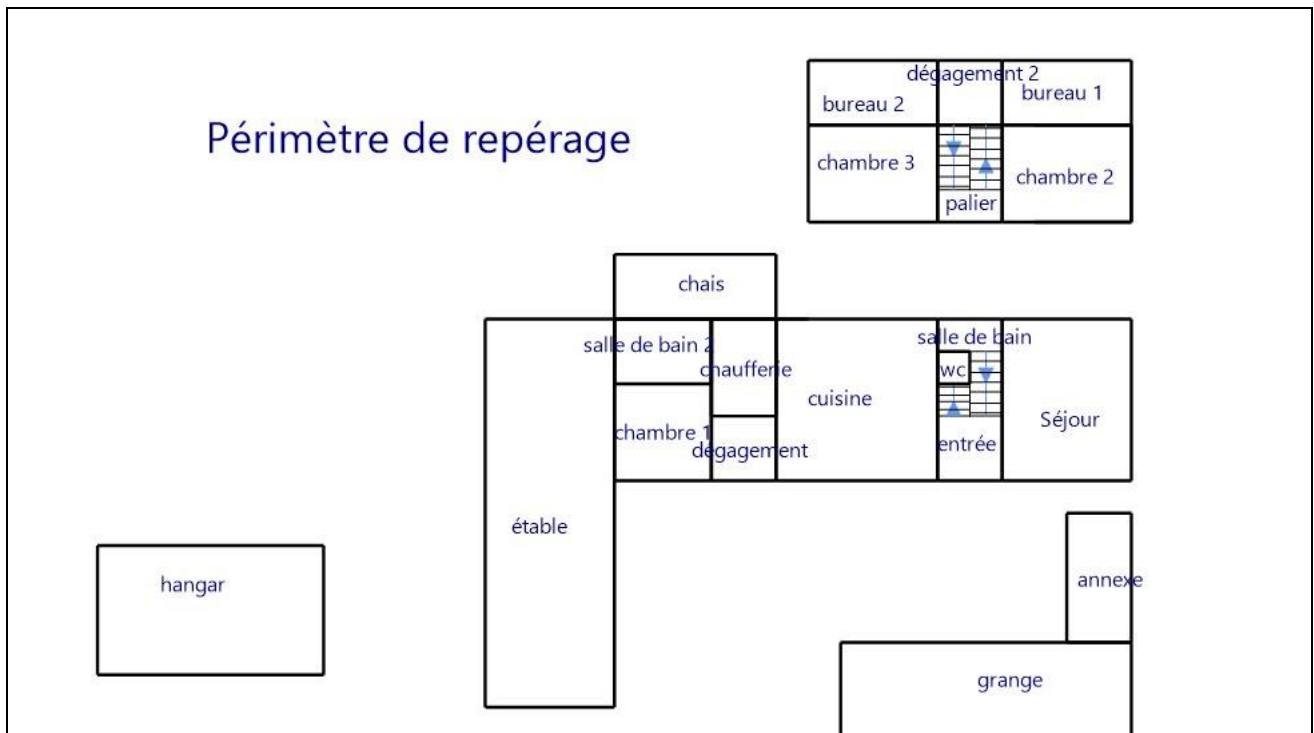 Périmètre de repérage
dégagement 2
bureau 2
bureau 1
chambre 3
chambre 2
palier
chais
salle de bain 2
chaufferie
cuisine
salle de bain
wc
Séjour
chambre 1
dégagement
entrée
étable
hangar
annexe
grange